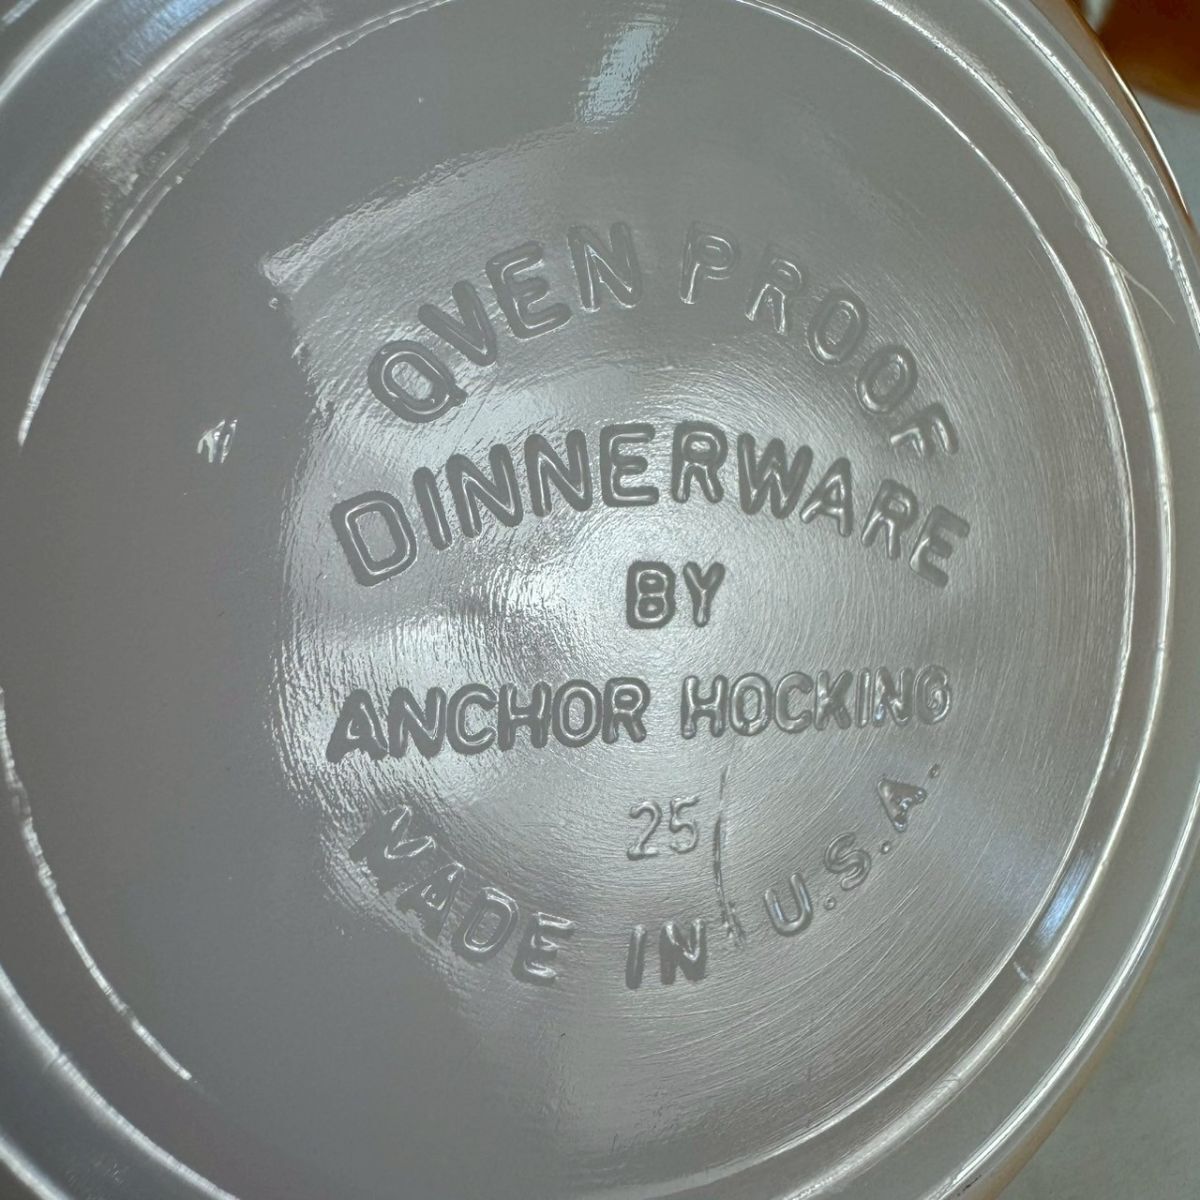 OVEN PROOF
DINNERWARE
BY
ANCHOR HOCKING
25
MADE IN U.S.A.